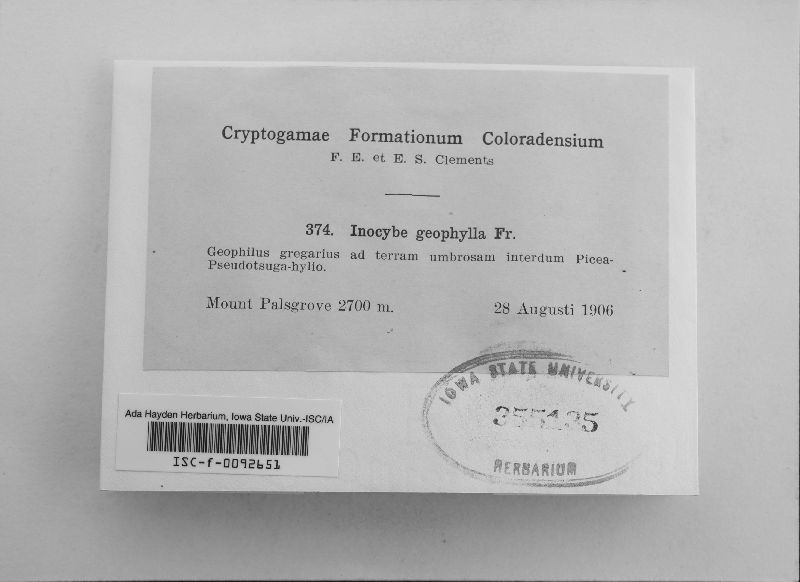 Cryptogamae Formationum Coloradensium
F. E. et E. S. Clements
374. Inocybe geophylla Fr.
Geophilus gregarius ad terram umbrosam interdum Picea-
Pseudotsuga-hylio.
Mount Palsgrove 2700 m. 28 Augusti 1906
Ada Hayden Herbarium, Iowa State Univ.-ISC/IA
ISC-f-0092651
IOWA STATE UNIVERSITY
HERBARIUM